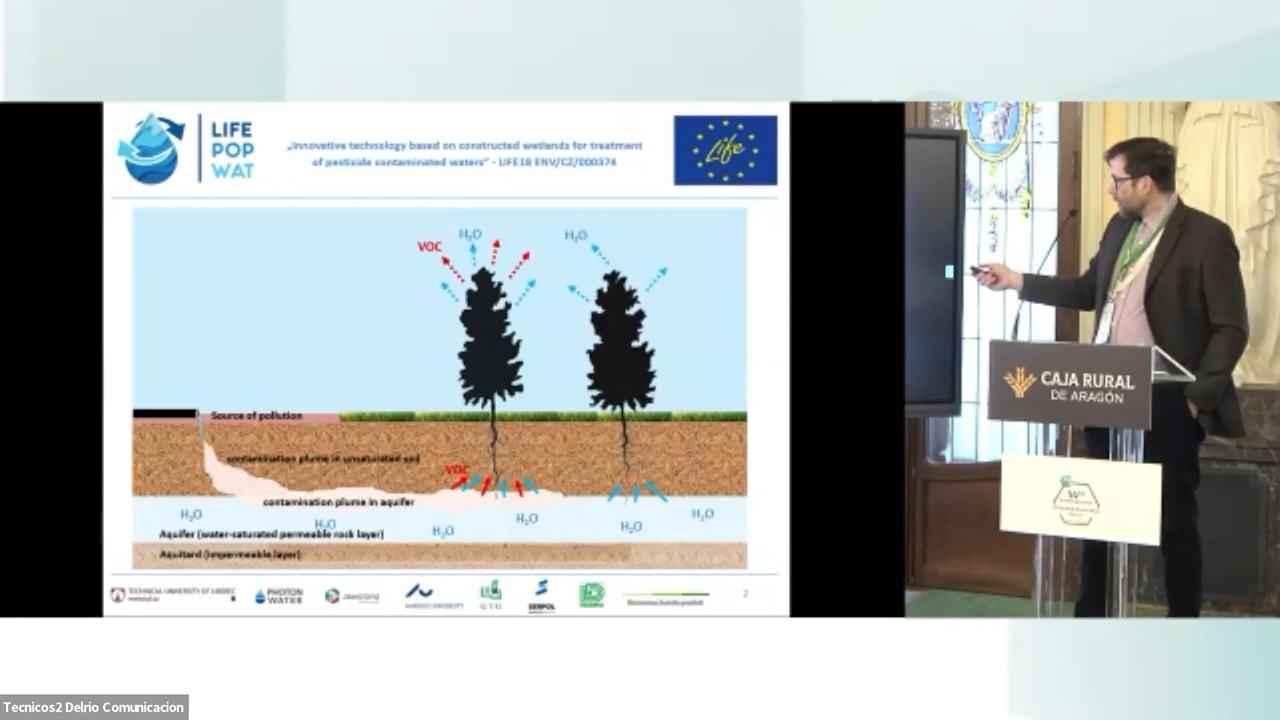 LIFE
POP
WAT
„Innovative technology based on constructed wetlands for treatment
of pesticide contaminated waters" - LIFE18 ENV/CZ/000374
Life
VOC
H₂O
H₂O
Source of pollution
contamination plume in unsaturated soil
VOC
contamination plume in aquifer
H₂O
H₂O
H₂O
H₂O
H₂O
H₂O
Aquifer (water-saturated permeable rock layer)
Aquitard (impermeable layer)
TECHNICAL UNIVERSITY OF LIBEREC
PHOTON
WATER
AARHUS UNIVERSITY
SERPOL
2
CAJA RURAL
DE ARAGÓN
14th
Tecnicos2 Delrio Comunicacion